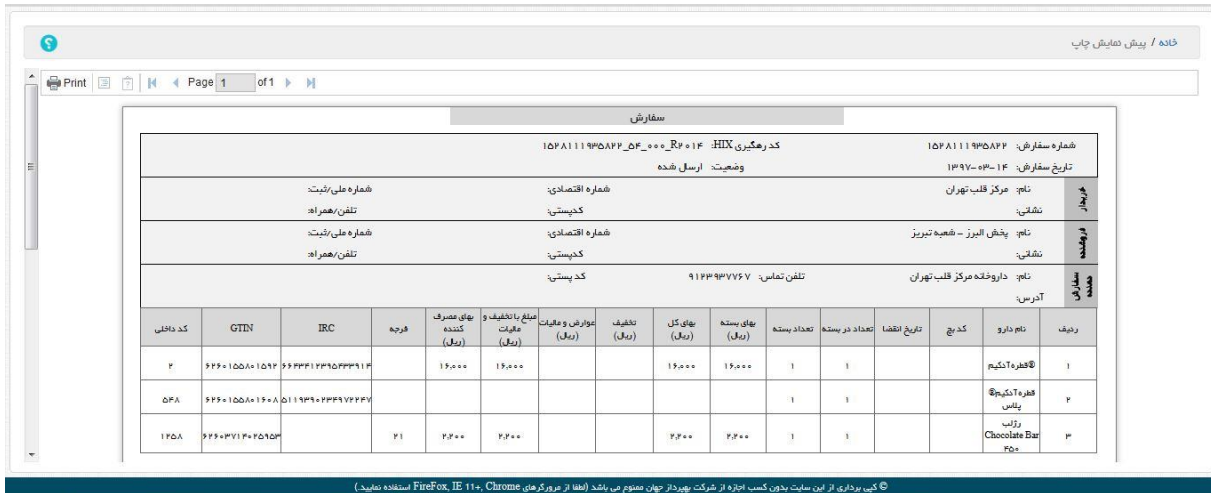 خانه / پیش نمایش چاپ
Print Page 1 of 1
سفارش
شماره سفارش: ۱۵۲۸۱۱۱۹۳۵۸۲۲ کد رهگیری HIX: ۱۵۲۸۱۱۱۹۳۵۸۲۲_۵۴_۰۰۰_R۲۰۱۴
تاریخ سفارش: ۱۳۹۷-۰۳-۱۴ وضعیت: ارسال شده
خریدار
نام: مرکز قلب تهران شماره اقتصادی: شماره ملی/ثبت:
نشانی: کدپستی: تلفن/همراه:
فروشنده
نام: پخش البرز - شعبه تبریز شماره اقتصادی: شماره ملی/ثبت:
نشانی: کدپستی: تلفن/همراه:
سفارش دهنده
نام: داروخانه مرکز قلب تهران تلفن تماس: ۹۱۲۳۹۳۷۷۶۷ کد پستی:
آدرس:
ردیف نام دارو کد بچ تاریخ انقضا تعداد در بسته تعداد بسته بهای بسته (ریال) بهای کل (ریال) تخفیف (ریال) عوارض و مالیات (ریال) مبلغ با تخفیف و مالیات (ریال) بهای مصرف کننده (ریال) فرجه IRC GTIN کد داخلی
۱ قطره آدکیم® ۱ ۱ ۱۶,۰۰۰ ۱۶,۰۰۰ ۱۶,۰۰۰ ۱۶,۰۰۰ ۲
۲ قطره آدکیم® پلاس ۱ ۱ ۵۴۸
۳ رژلب Chocolate Bar ۴۵۰ ۱ ۱ ۲,۲۰۰ ۲,۲۰۰ ۲,۲۰۰ ۲,۲۰۰ ۲۱ ۱۲۵۸
© کپی برداری از این سایت بدون کسب اجازه از شرکت بهپرداز جهان ممنوع می باشد (لطفا از مرورگرهای FireFox, IE 11+, Chrome استفاده نمایید.)